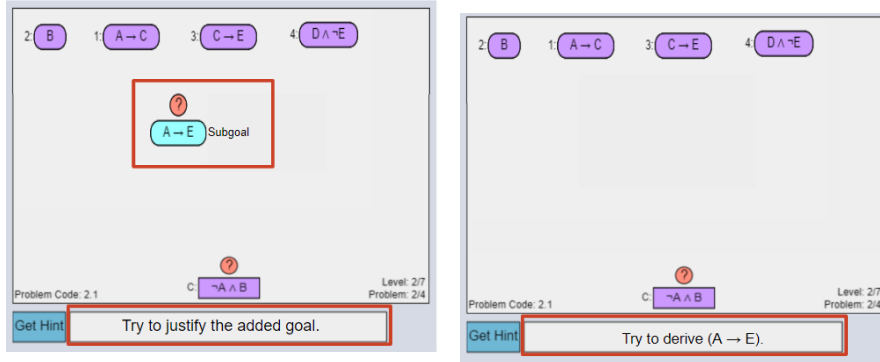 2: B 1: A → C 3: C → E 4: D ∧ ¬E
?
A → E Subgoal
?
C: ¬A ∧ B
Problem Code: 2.1
Level: 2/7
Problem: 2/4
Get Hint Try to justify the added goal.
2: B 1: A → C 3: C → E 4: D ∧ ¬E
?
C: ¬A ∧ B
Problem Code: 2.1
Level: 2/7
Problem: 2/4
Get Hint Try to derive (A → E).